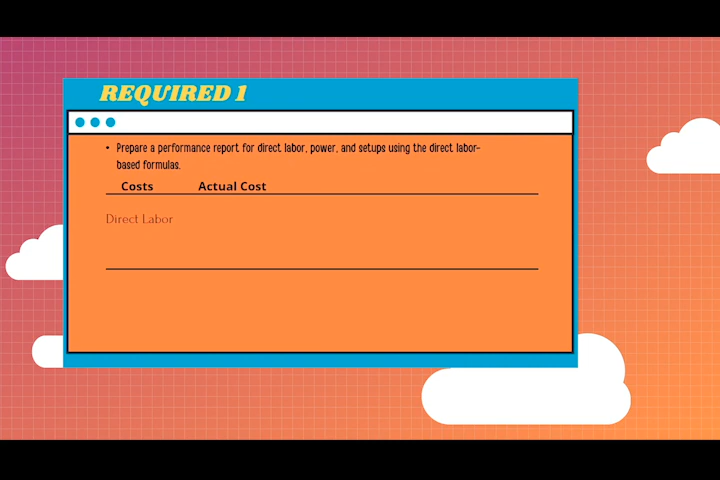 REQUIRED 1
• Prepare a performance report for direct labor, power, and setups using the direct labor-
based formulas.
Costs Actual Cost
Direct Labor